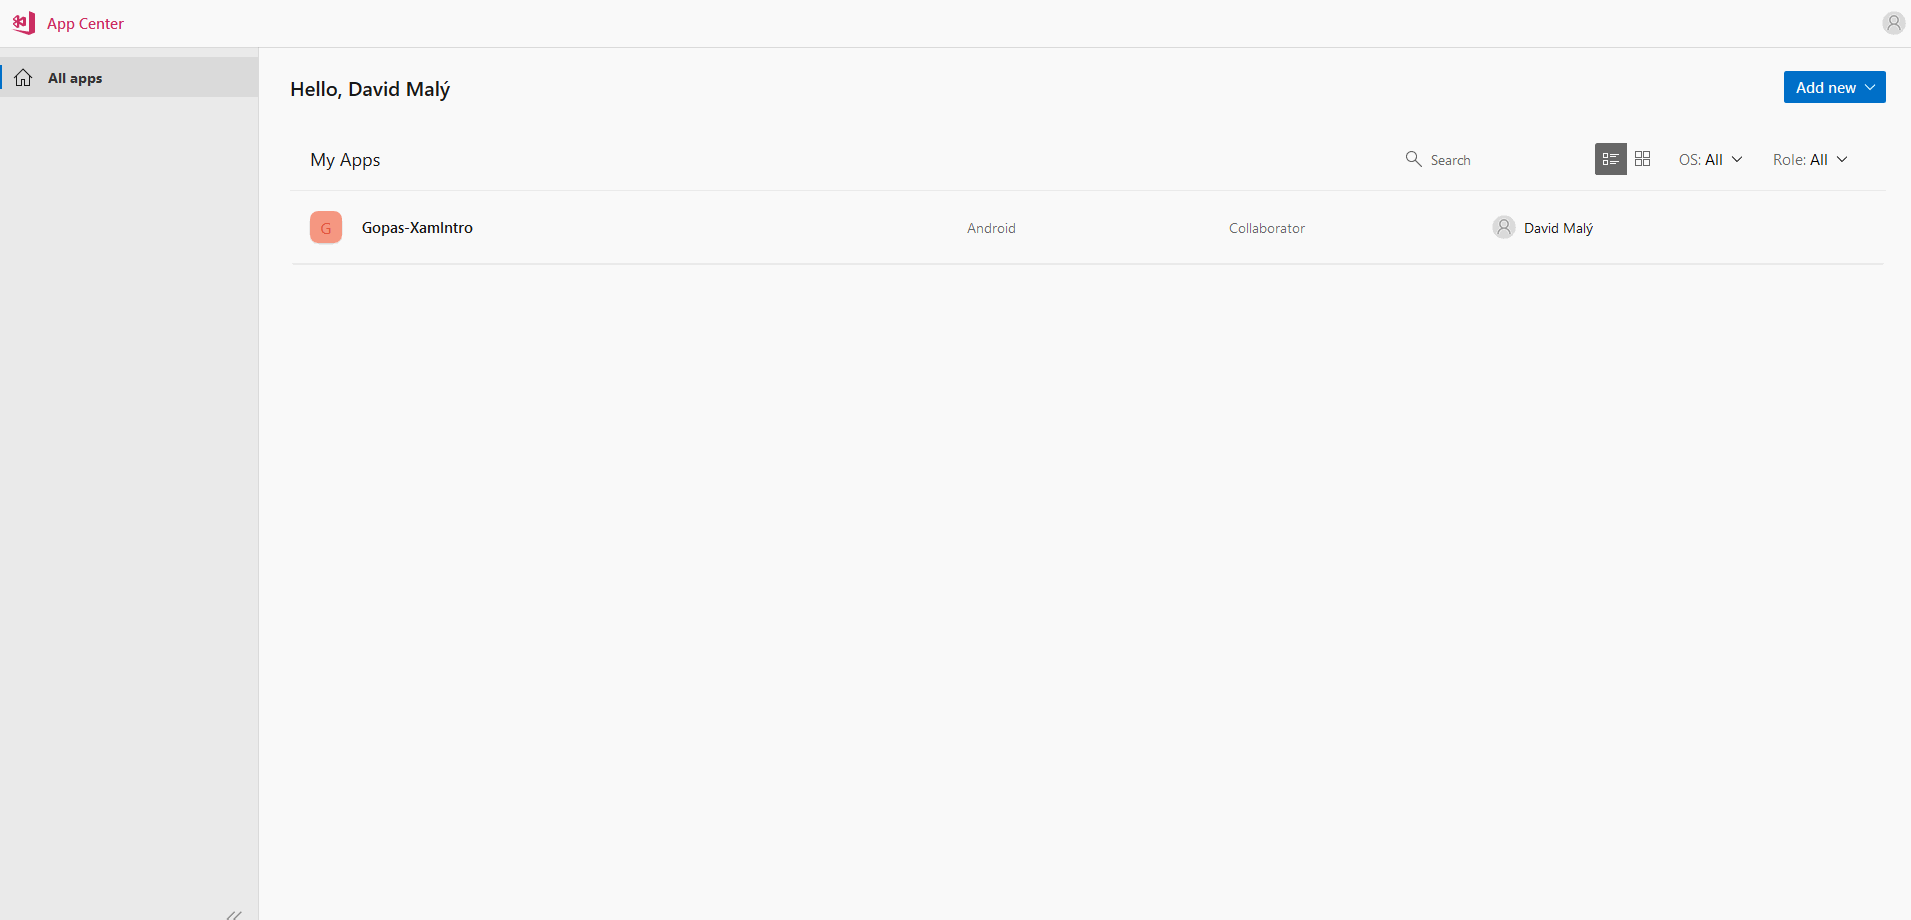 App Center
All apps
Hello, David Malý
Add new
My Apps
Search
OS: All
Role: All
G
Gopas-XamIntro
Android
Collaborator
David Malý